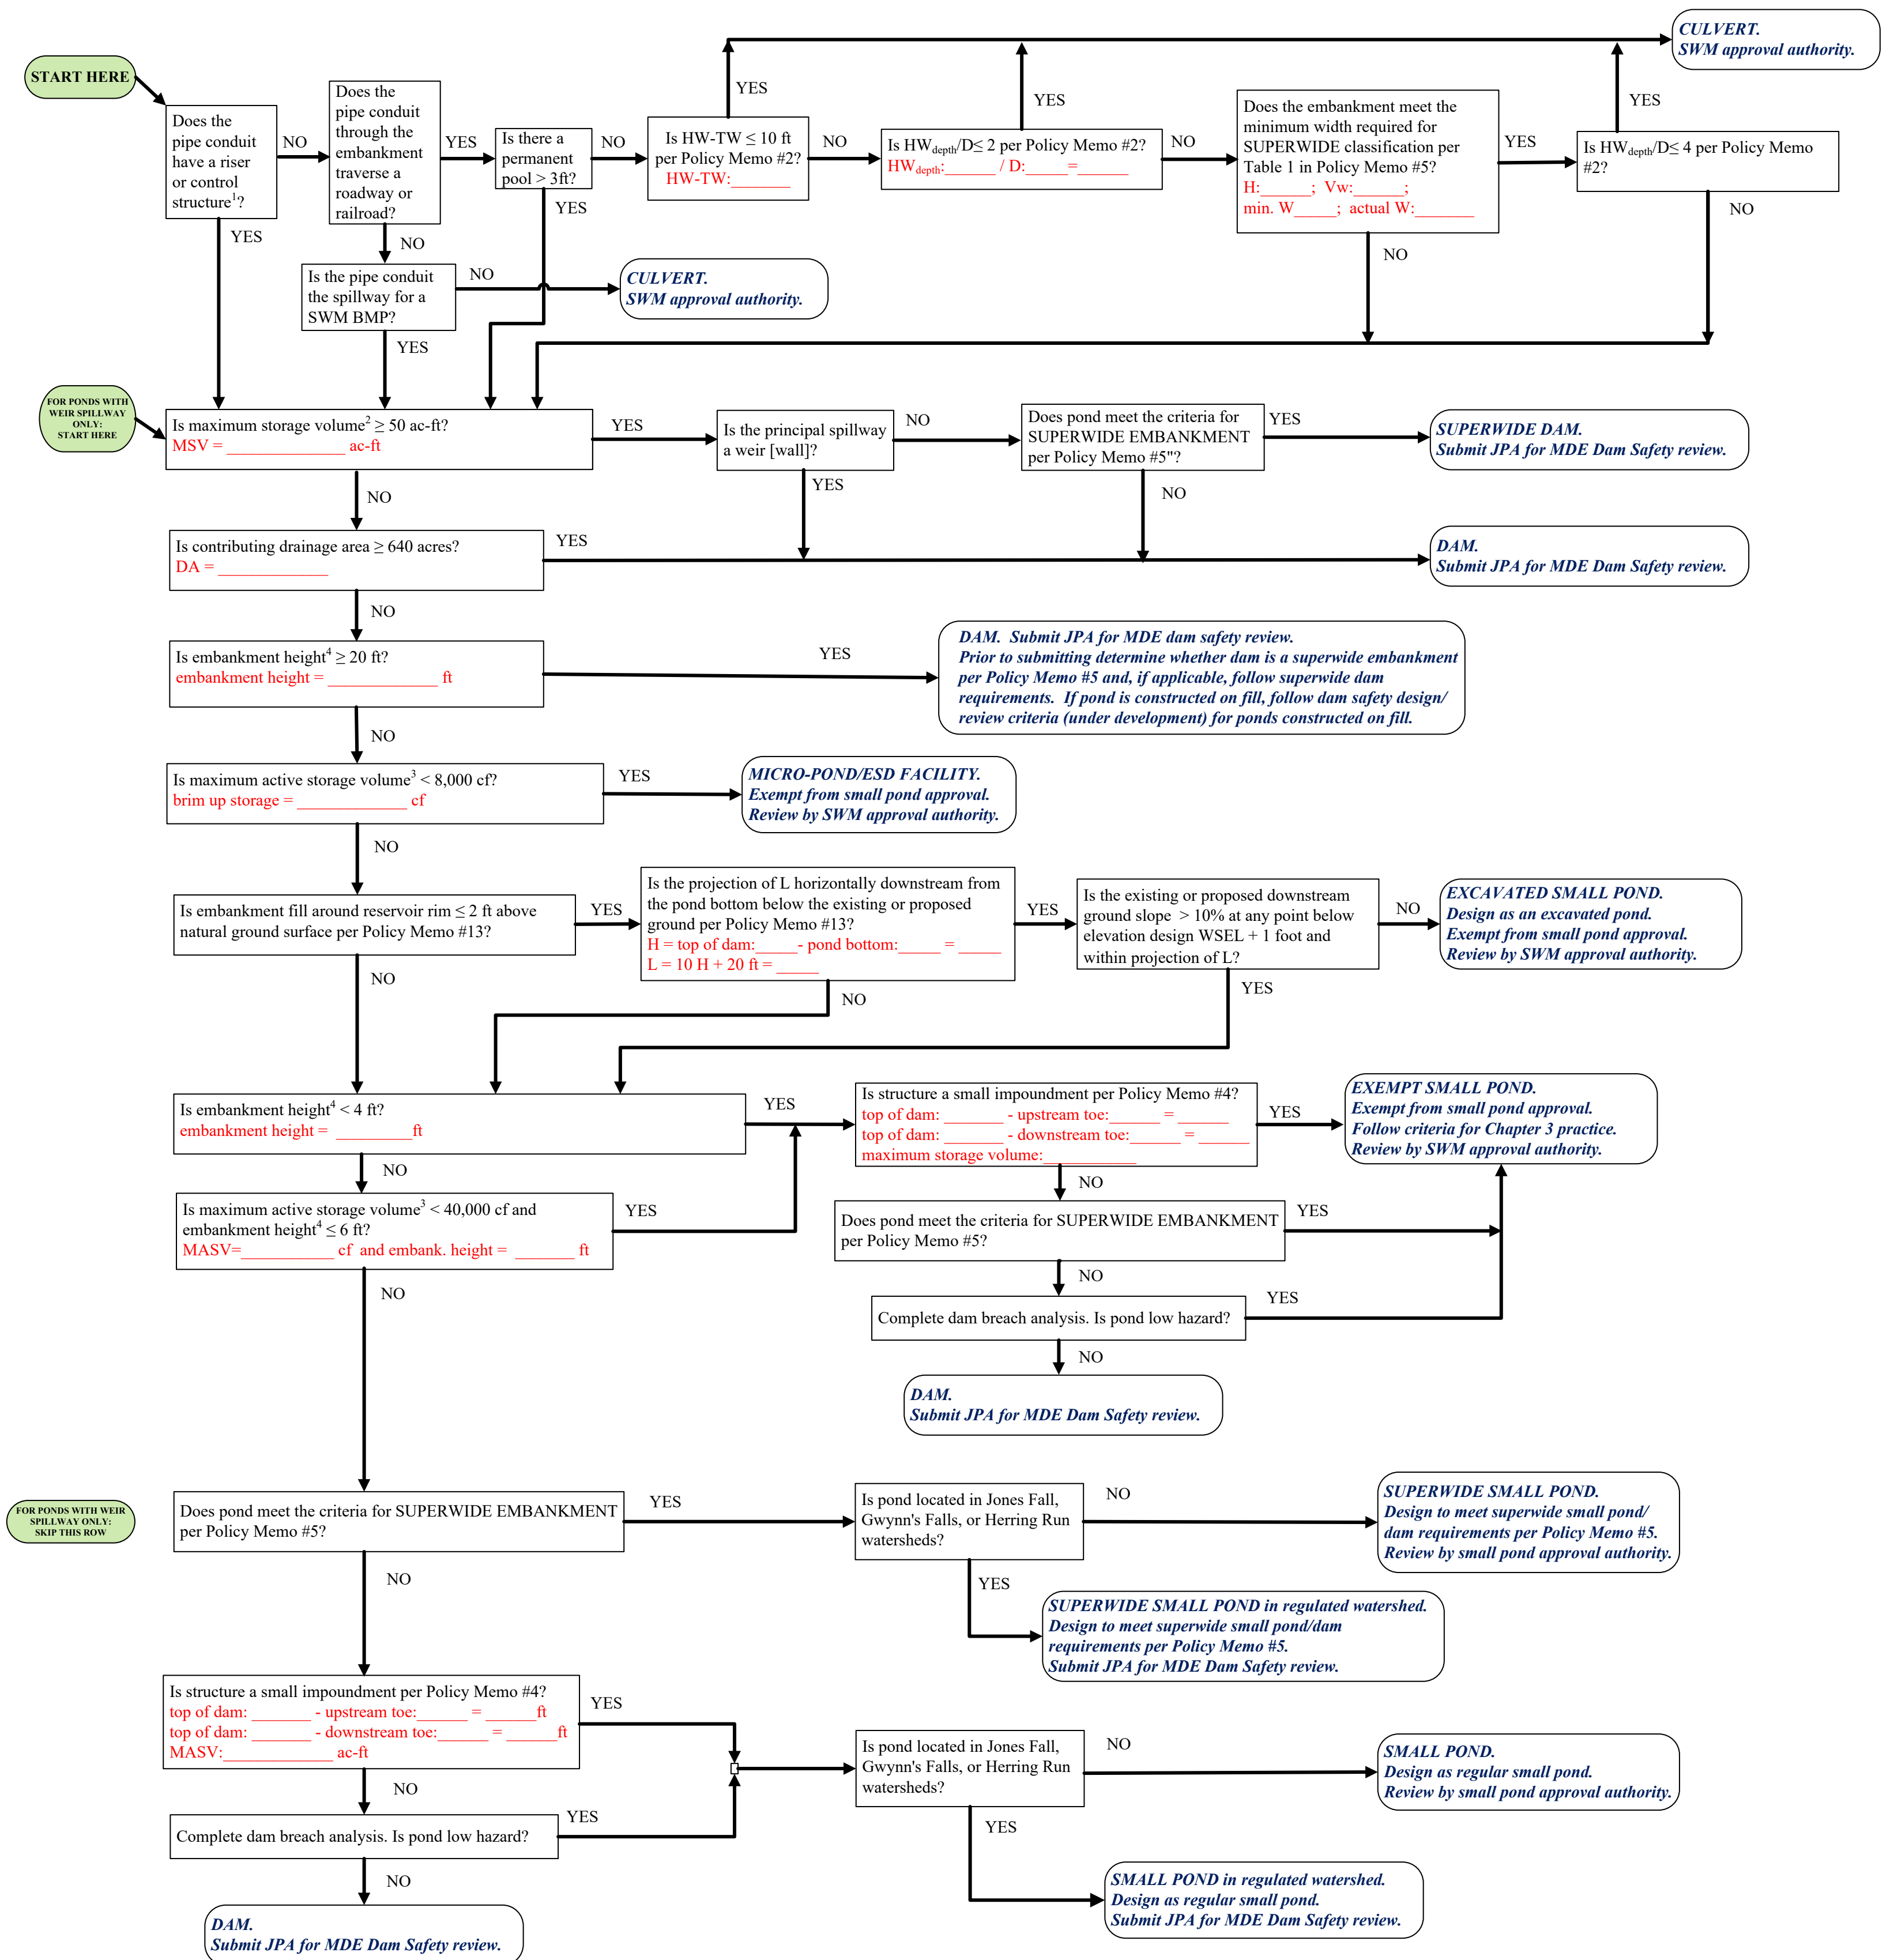 START HERE
Does the
pipe conduit
have a riser
or control
structure1?
NO
YES
Does the
pipe conduit
through the
embankment
traverse a
roadway or
railroad?
YES
NO
Is there a
permanent
pool > 3ft?
NO
YES
Is HW-TW ≤ 10 ft
per Policy Memo #2?
HW-TW:_______
YES
NO
Is HWdepth/D≤ 2 per Policy Memo #2?
HWdepth:______ / D:_____=______
YES
NO
Does the embankment meet the
minimum width required for
SUPERWIDE classification per
Table 1 in Policy Memo #5?
H:______; Vw:______;
min. W_____; actual W:_______
YES
NO
Is HWdepth/D≤ 4 per Policy Memo
#2?
YES
NO
CULVERT.
SWM approval authority.
Is the pipe conduit
the spillway for a
SWM BMP?
NO
YES
CULVERT.
SWM approval authority.
FOR PONDS WITH
WEIR SPILLWAY
ONLY:
START HERE
Is maximum storage volume2 ≥ 50 ac-ft?
MSV = ______________ ac-ft
YES
NO
Is the principal spillway
a weir [wall]?
NO
YES
Does pond meet the criteria for
SUPERWIDE EMBANKMENT
per Policy Memo #5"?
YES
NO
SUPERWIDE DAM.
Submit JPA for MDE Dam Safety review.
Is contributing drainage area ≥ 640 acres?
DA = _____________
YES
NO
DAM.
Submit JPA for MDE Dam Safety review.
Is embankment height4 ≥ 20 ft?
embankment height = _____________ ft
YES
NO
DAM. Submit JPA for MDE dam safety review.
Prior to submitting determine whether dam is a superwide embankment
per Policy Memo #5 and, if applicable, follow superwide dam
requirements. If pond is constructed on fill, follow dam safety design/
review criteria (under development) for ponds constructed on fill.
Is maximum active storage volume3 < 8,000 cf?
brim up storage = _____________ cf
YES
NO
MICRO-POND/ESD FACILITY.
Exempt from small pond approval.
Review by SWM approval authority.
Is embankment fill around reservoir rim ≤ 2 ft above
natural ground surface per Policy Memo #13?
YES
NO
Is the projection of L horizontally downstream from
the pond bottom below the existing or proposed
ground per Policy Memo #13?
H = top of dam:_____- pond bottom:_____ = _____
L = 10 H + 20 ft = _____
YES
NO
Is the existing or proposed downstream
ground slope > 10% at any point below
elevation design WSEL + 1 foot and
within projection of L?
NO
YES
EXCAVATED SMALL POND.
Design as an excavated pond.
Exempt from small pond approval.
Review by SWM approval authority.
Is embankment height4 < 4 ft?
embankment height = _________ft
YES
NO
Is structure a small impoundment per Policy Memo #4?
top of dam: _______ - upstream toe:______ = ______
top of dam: _______ - downstream toe:______ = ______
maximum storage volume:___________
YES
NO
EXEMPT SMALL POND.
Exempt from small pond approval.
Follow criteria for Chapter 3 practice.
Review by SWM approval authority.
Is maximum active storage volume3 < 40,000 cf and
embankment height4 ≤ 6 ft?
MASV=___________ cf and embank. height = _______ ft
YES
NO
Does pond meet the criteria for SUPERWIDE EMBANKMENT
per Policy Memo #5?
YES
NO
Complete dam breach analysis. Is pond low hazard?
YES
NO
DAM.
Submit JPA for MDE Dam Safety review.
FOR PONDS WITH WEIR
SPILLWAY ONLY:
SKIP THIS ROW
Does pond meet the criteria for SUPERWIDE EMBANKMENT
per Policy Memo #5?
YES
NO
Is pond located in Jones Fall,
Gwynn's Falls, or Herring Run
watersheds?
NO
YES
SUPERWIDE SMALL POND.
Design to meet superwide small pond/
dam requirements per Policy Memo #5.
Review by small pond approval authority.
SUPERWIDE SMALL POND in regulated watershed.
Design to meet superwide small pond/dam
requirements per Policy Memo #5.
Submit JPA for MDE Dam Safety review.
Is structure a small impoundment per Policy Memo #4?
top of dam: _______ - upstream toe:______ = ______ft
top of dam: _______ - downstream toe:______ = ______ft
MASV:_____________ ac-ft
YES
NO
Complete dam breach analysis. Is pond low hazard?
YES
NO
DAM.
Submit JPA for MDE Dam Safety review.
Is pond located in Jones Fall,
Gwynn's Falls, or Herring Run
watersheds?
NO
YES
SMALL POND.
Design as regular small pond.
Review by small pond approval authority.
SMALL POND in regulated watershed.
Design as regular small pond.
Submit JPA for MDE Dam Safety review.